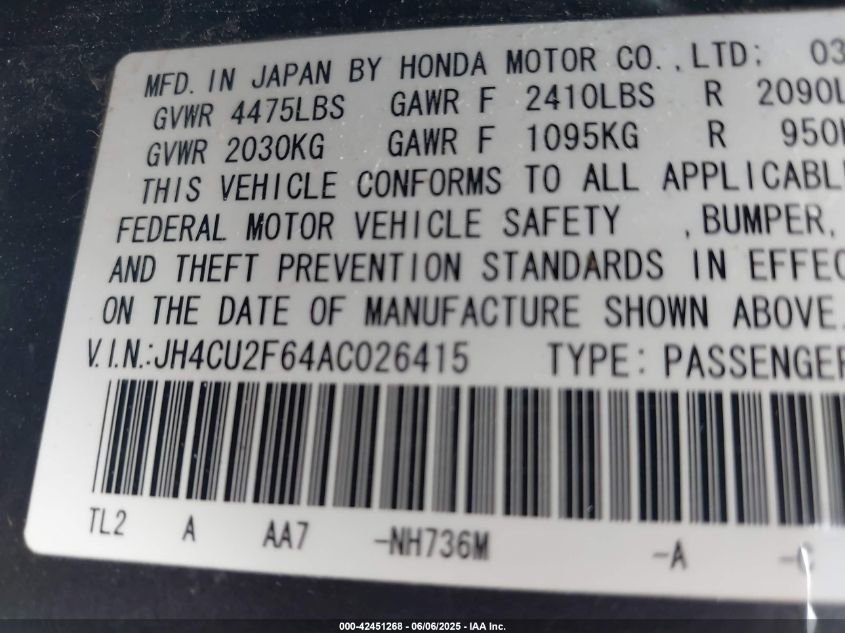 MFD. IN JAPAN BY HONDA MOTOR CO., LTD; 03
GVWR 4475LBS GAWR F 2410LBS R 2090L
GVWR 2030KG GAWR F 1095KG R 950K
THIS VEHICLE CONFORMS TO ALL APPLICABL
FEDERAL MOTOR VEHICLE SAFETY , BUMPER,
AND THEFT PREVENTION STANDARDS IN EFFEC
ON THE DATE OF MANUFACTURE SHOWN ABOVE.
V.I.N.:JH4CU2F64AC026415 TYPE: PASSENGER
TL2 A AA7 -NH736M -A -C
000-42451268 - 06/06/2025 - IAA Inc.